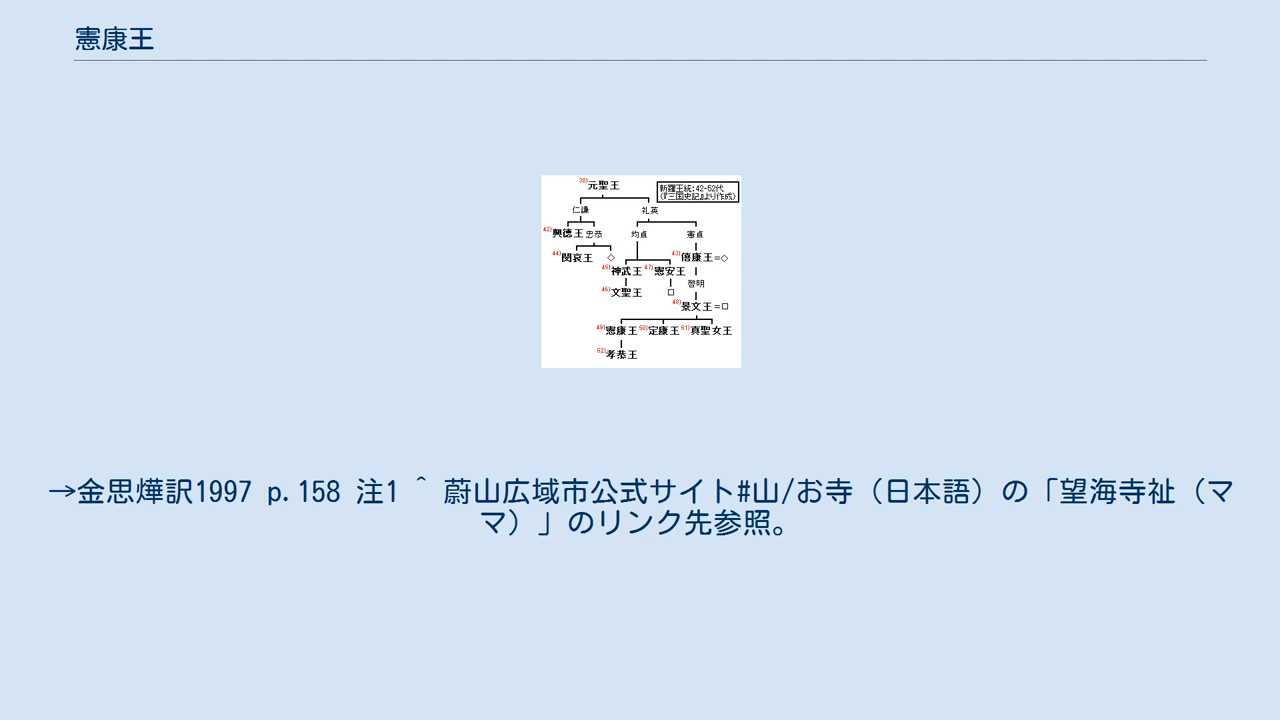 憲康王
38) 元聖王
新羅王統:42-52代
(『三国史記』より作成)
仁謙 礼英
42) 興徳王 忠恭 均貞 憲貞
44) 閔哀王 ◇ 43) 僖康王=◇
45) 神武王 47) 憲安王
啓明
46) 文聖王 □
48) 景文王=□
49) 憲康王 50) 定康王 51) 真聖女王
52) 孝恭王
→金思燁訳1997 p.158 注1 ^ 蔚山広域市公式サイト#山/お寺（日本語）の「望海寺祉（マ
マ）」のリンク先参照。